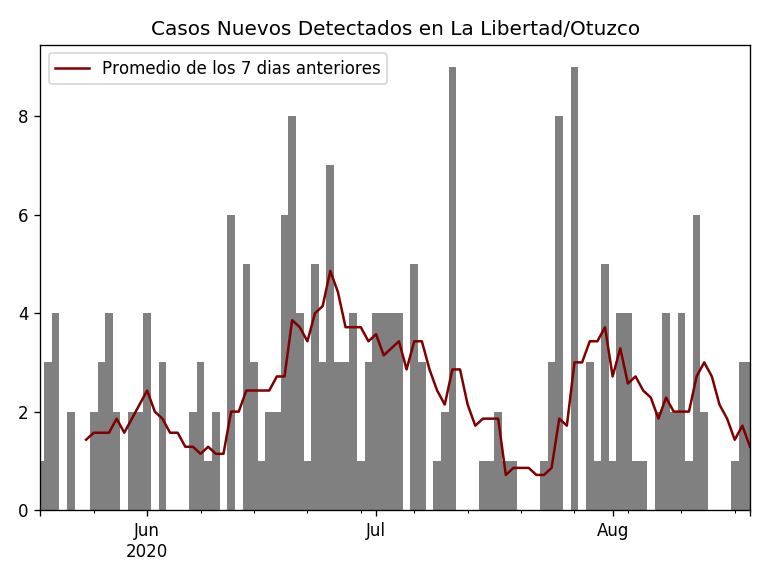 Casos Nuevos Detectados en La Libertad/Otuzco
Promedio de los 7 dias anteriores
8
6
4
2
0
Jun
2020
Jul
Aug